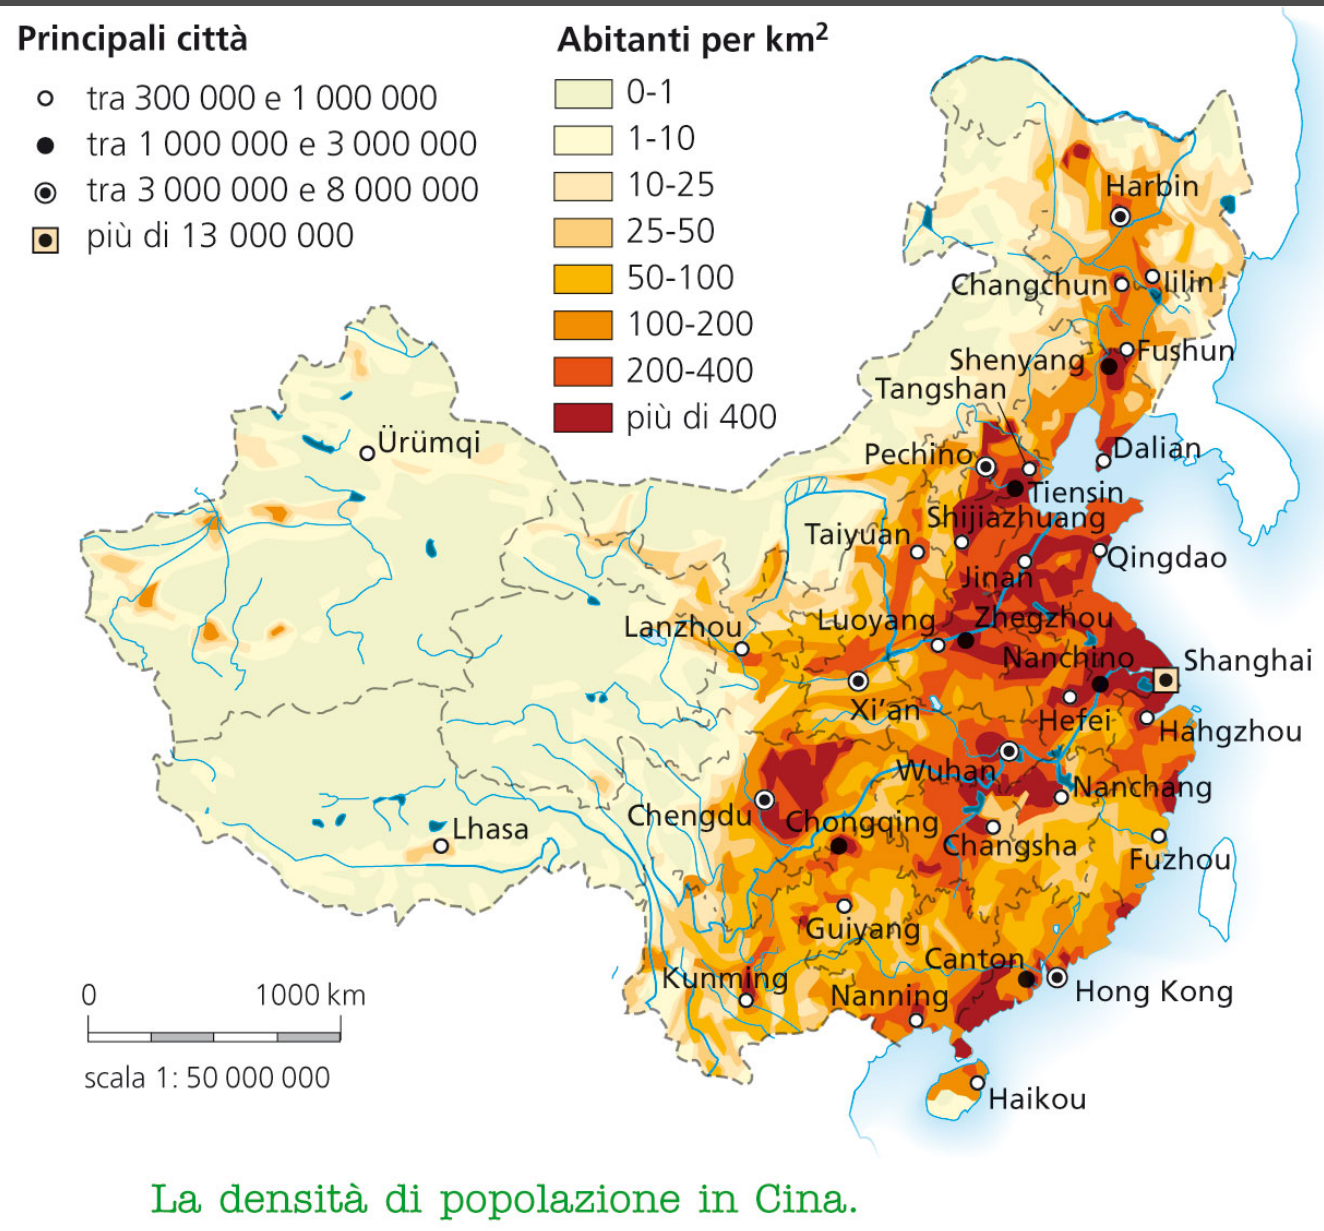 Principali città
tra 300 000 e 1 000 000
tra 1 000 000 e 3 000 000
tra 3 000 000 e 8 000 000
più di 13 000 000
Abitanti per km²
0-1
1-10
10-25
25-50
50-100
100-200
200-400
più di 400
Harbin
Changchun
Jilin
Shenyang
Fushun
Tangshan
Ürümqi
Pechino
Dalian
Tiensin
Shijiazhuang
Taiyuan
Qingdao
Jinan
Lanzhou
Luoyang
Zhegzhou
Nanchino
Shanghai
Xi'an
Hefei
Hangzhou
Wuhan
Nanchang
Chengdu
Chongqing
Lhasa
Changsha
Fuzhou
Guiyang
Canton
Kunming
Nanning
Hong Kong
0 1000 km
scala 1: 50 000 000
Haikou
La densità di popolazione in Cina.